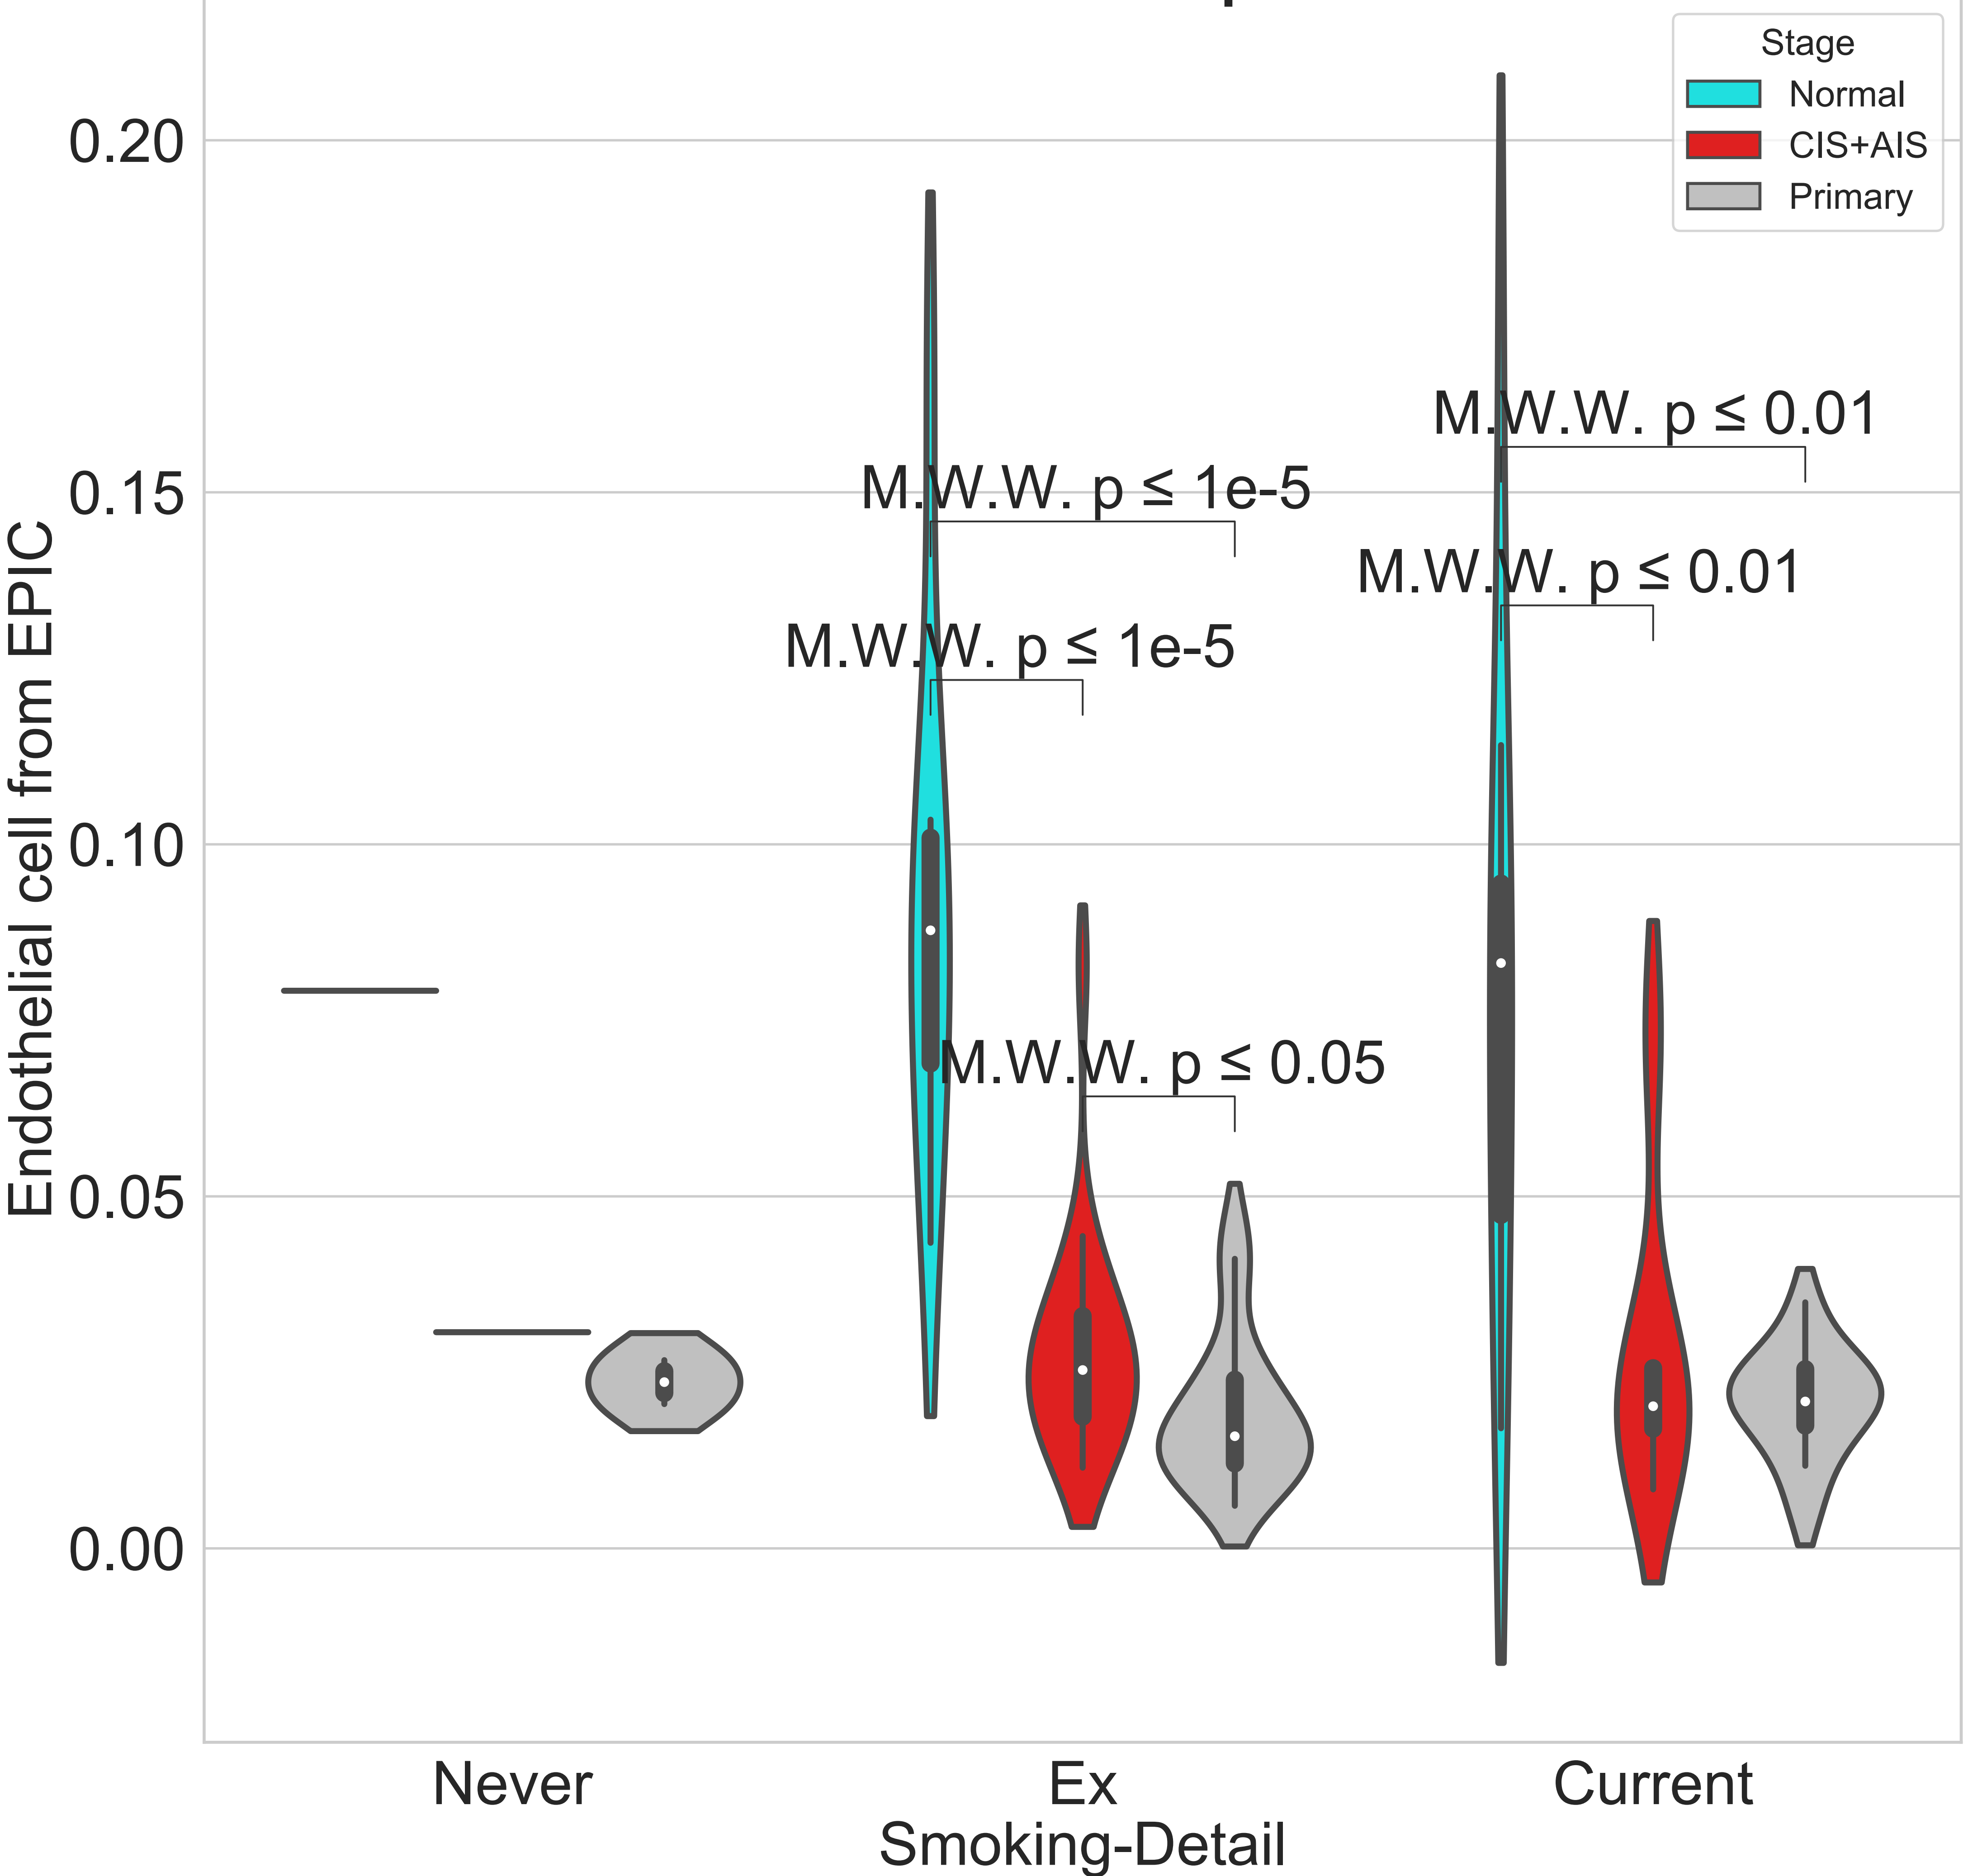 Stage
Normal
CIS+AIS
Primary
0.20
0.15
0.10
0.05
0.00
Endothelial cell from EPIC
M.W.W. p ≤ 0.01
M.W.W. p ≤ 1e-5
M.W.W. p ≤ 0.01
M.W.W. p ≤ 1e-5
M.W.W. p ≤ 0.05
Never
Ex
Current
Smoking-Detail